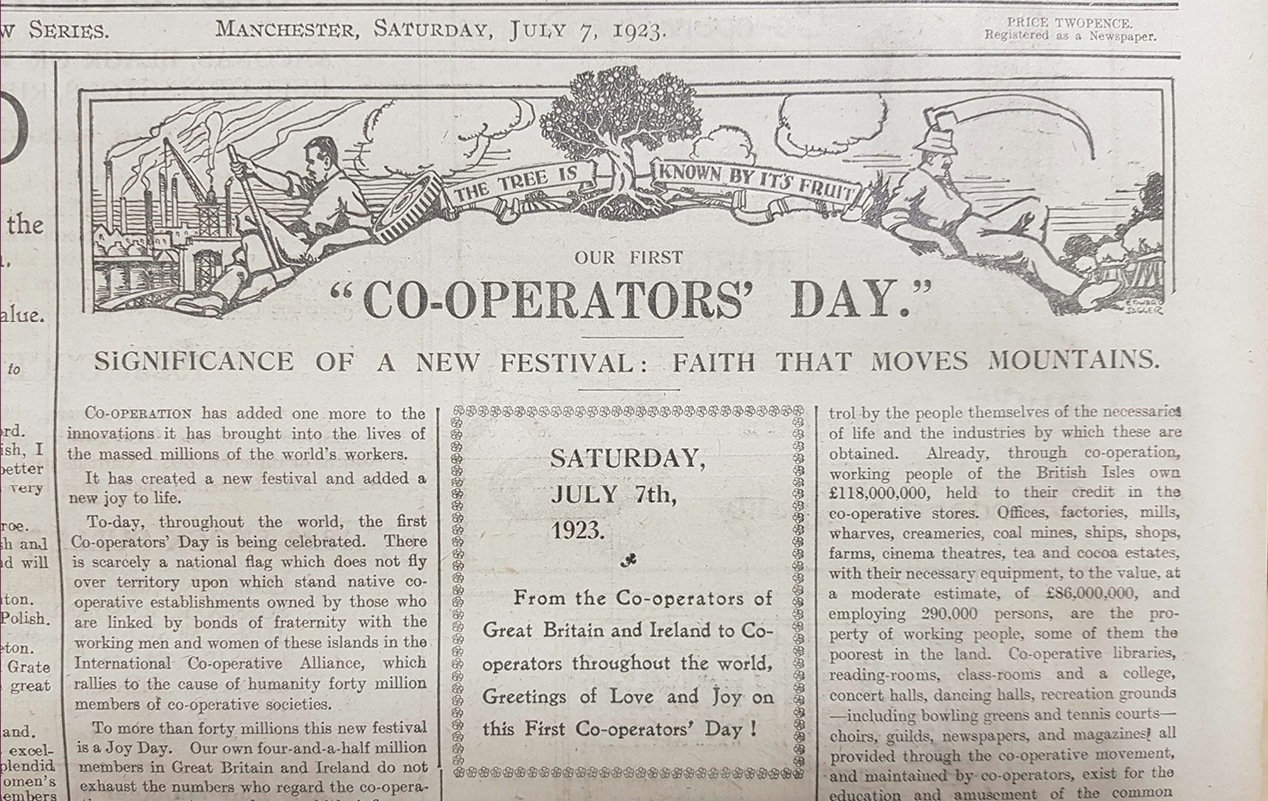 W SERIES.
MANCHESTER, SATURDAY, JULY 7, 1923.
PRICE TWOPENCE.
Registered as a Newspaper.
the
alue.
to
ish, I
better
very
and
will
Polish.
Grate
great
and.
excel-
splendid
omen's
embers
THE TREE IS KNOWN BY IT'S FRUIT
EDWARD
OUR FIRST
"CO-OPERATORS' DAY."
SIGNIFICANCE OF A NEW FESTIVAL: FAITH THAT MOVES MOUNTAINS.
CO-OPERATION has added one more to the
innovations it has brought into the lives of
the massed millions of the world's workers.
It has created a new festival and added a
new joy to life.
To-day, throughout the world, the first
Co-operators' Day is being celebrated. There
is scarcely a national flag which does not fly
over territory upon which stand native co-
operative establishments owned by those who
are linked by bonds of fraternity with the
working men and women of these islands in the
International Co-operative Alliance, which
rallies to the cause of humanity forty million
members of co-operative societies.
To more than forty millions this new festival
is a Joy Day. Our own four-and-a-half million
members in Great Britain and Ireland do not
exhaust the numbers who regard the co-opera-
SATURDAY,
JULY 7th,
1923.
From the Co-operators of
Great Britain and Ireland to Co-
operators throughout the world,
Greetings of Love and Joy on
this First Co-operators' Day !
trol by the people themselves of the necessaries
of life and the industries by which these are
obtained. Already, through co-operation,
working people of the British Isles own
£118,000,000, held to their credit in the
co-operative stores. Offices, factories, mills,
wharves, creameries, coal mines, ships, shops,
farms, cinema theatres, tea and cocoa estates,
with their necessary equipment, to the value, at
a moderate estimate, of £86,000,000, and
employing 290,000 persons, are the pro-
perty of working people, some of them the
poorest in the land. Co-operative libraries,
reading-rooms, class-rooms and a college,
concert halls, dancing halls, recreation grounds
—including bowling greens and tennis courts—
choirs, guilds, newspapers, and magazines, all
provided through the co-operative movement,
and maintained by co-operators, exist for the
education and amusement of the common